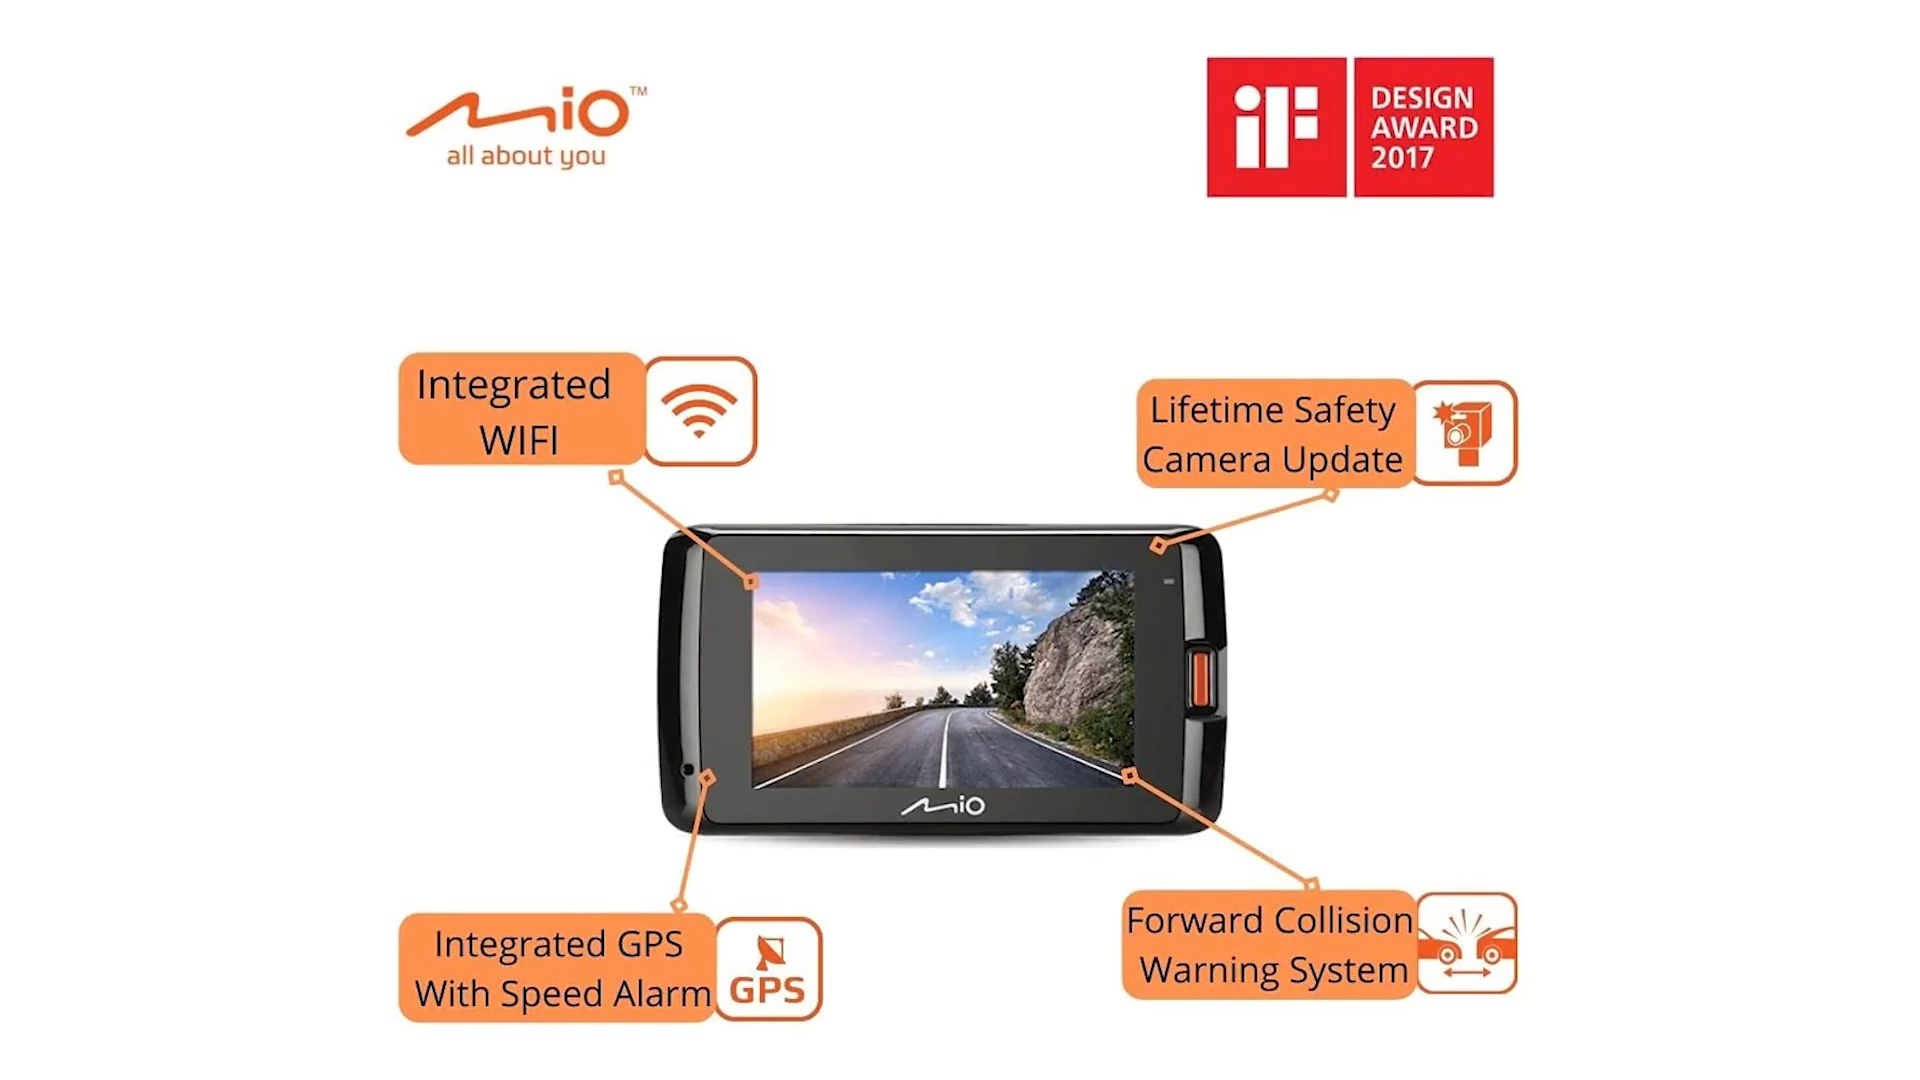 MiO™
all about you
iF
DESIGN
AWARD
2017
Integrated
WIFI
Lifetime Safety
Camera Update
MiO
Integrated GPS
With Speed Alarm
GPS
Forward Collision
Warning System